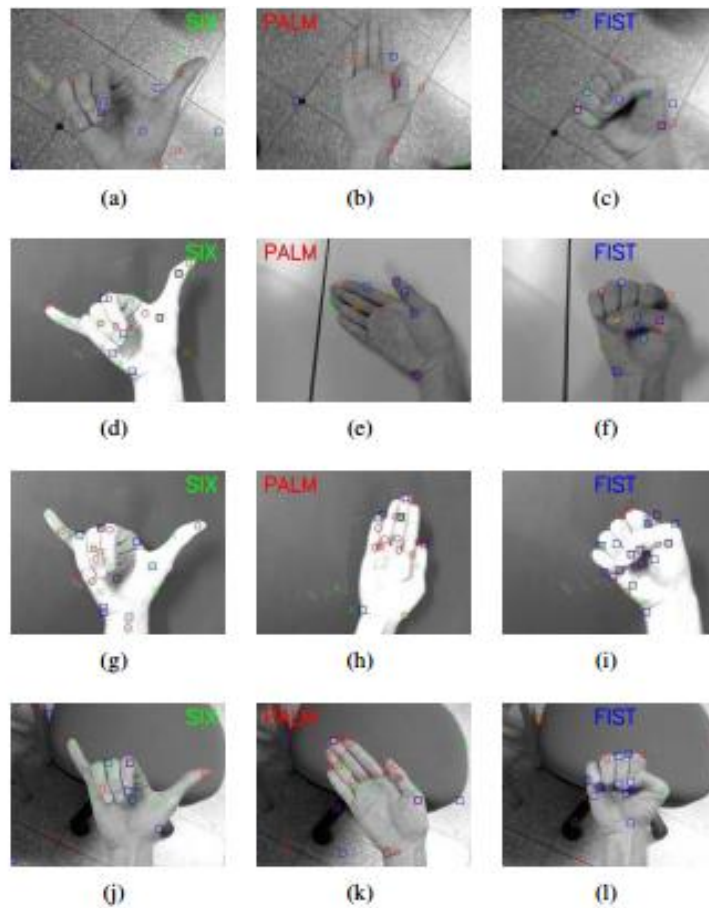 SIX PALM FIST
(a) (b) (c)
SIX PALM FIST
(d) (e) (f)
SIX PALM FIST
(g) (h) (i)
SIX PALM FIST
(j) (k) (l)